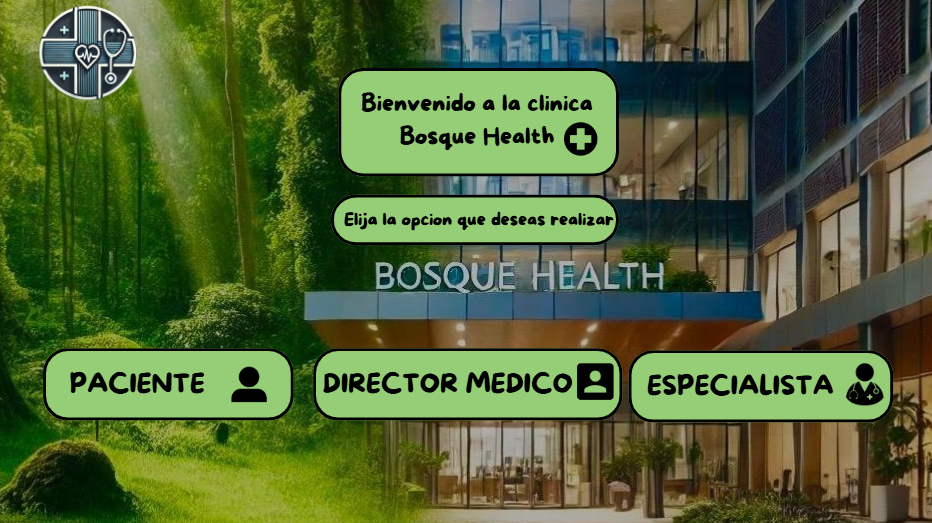 Bienvenido a la clinica
Bosque Health
Elija la opcion que deseas realizar
BOSQUE HEALTH
PACIENTE
DIRECTOR MEDICO
ESPECIALISTA